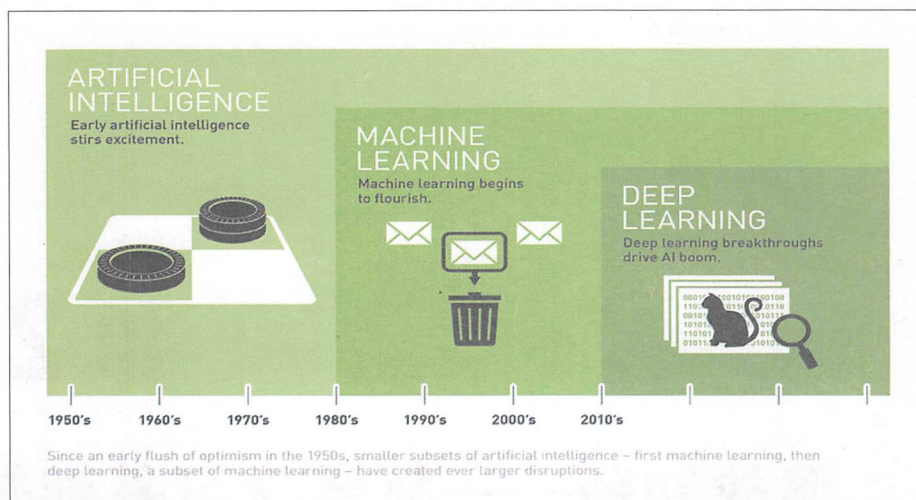 ARTIFICIAL
INTELLIGENCE
Early artificial intelligence
stirs excitement.
MACHINE
LEARNING
Machine learning begins
to flourish.
DEEP
LEARNING
Deep learning breakthroughs
drive AI boom.
1950's 1960's 1970's 1980's 1990's 2000's 2010's
Since an early flush of optimism in the 1950s, smaller subsets of artificial intelligence – first machine learning, then
deep learning, a subset of machine learning – have created ever larger disruptions.